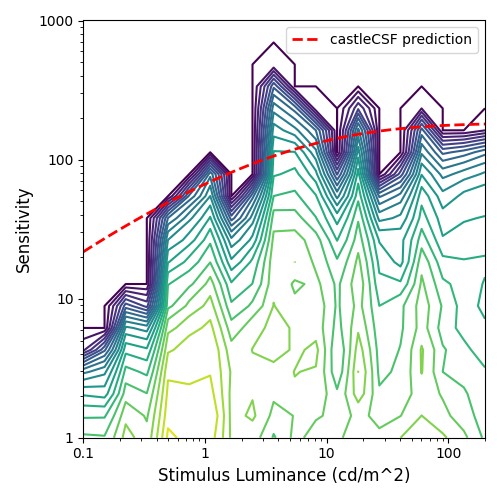 1000
castleCSF prediction
100
Sensitivity
10
1
0.1 1 10 100
Stimulus Luminance (cd/m^2)